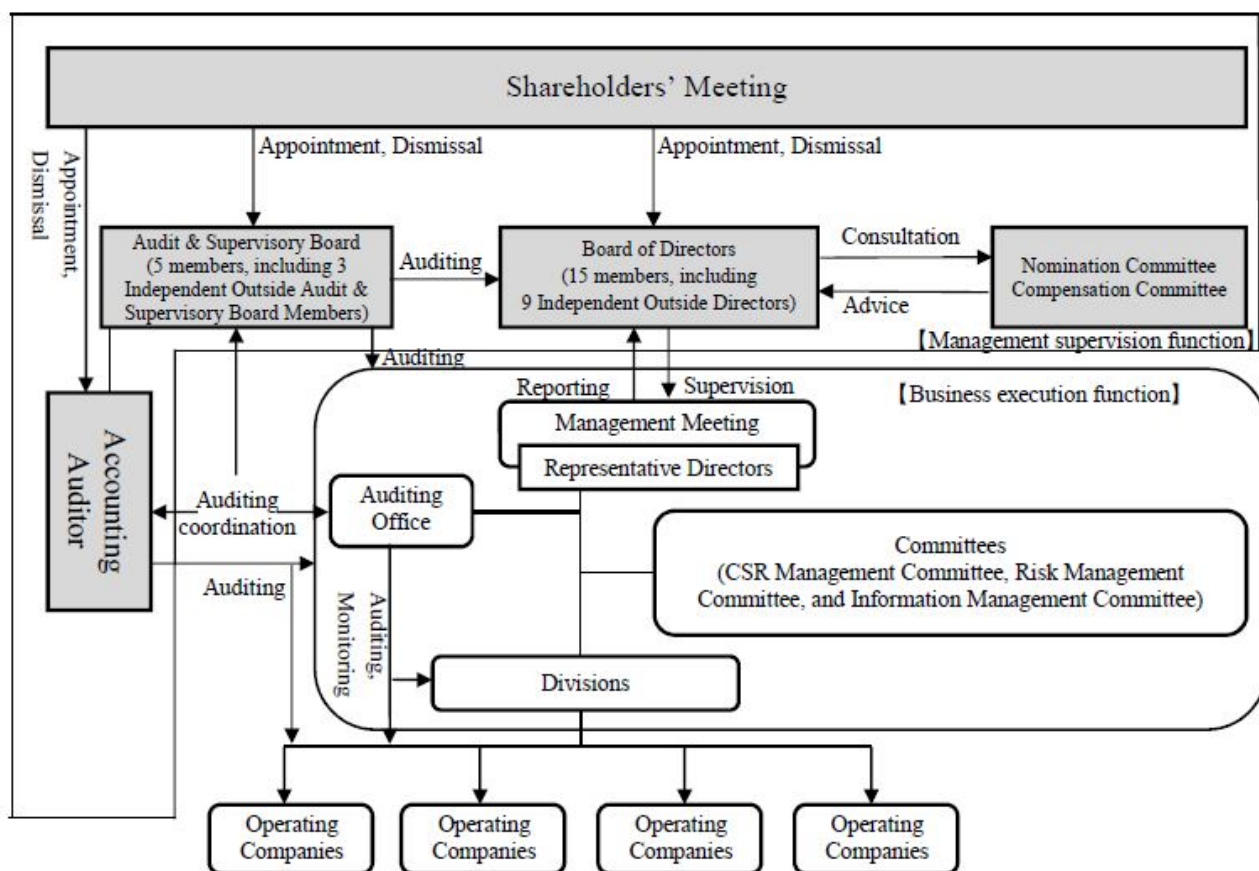 Shareholders’ Meeting
Appointment,
Dismissal
Appointment, Dismissal
Appointment, Dismissal
Audit & Supervisory Board
(5 members, including 3
Independent Outside Audit &
Supervisory Board Members)
Auditing
Board of Directors
(15 members, including
9 Independent Outside Directors)
Consultation
Advice
Nomination Committee
Compensation Committee
【Management supervision function】
Auditing
Reporting
Supervision
【Business execution function】
Management Meeting
Representative Directors
Accounting
Auditor
Auditing
coordination
Auditing
Office
Auditing
Committees
(CSR Management Committee, Risk Management
Committee, and Information Management Committee)
Auditing,
Monitoring
Divisions
Operating
Companies
Operating
Companies
Operating
Companies
Operating
Companies